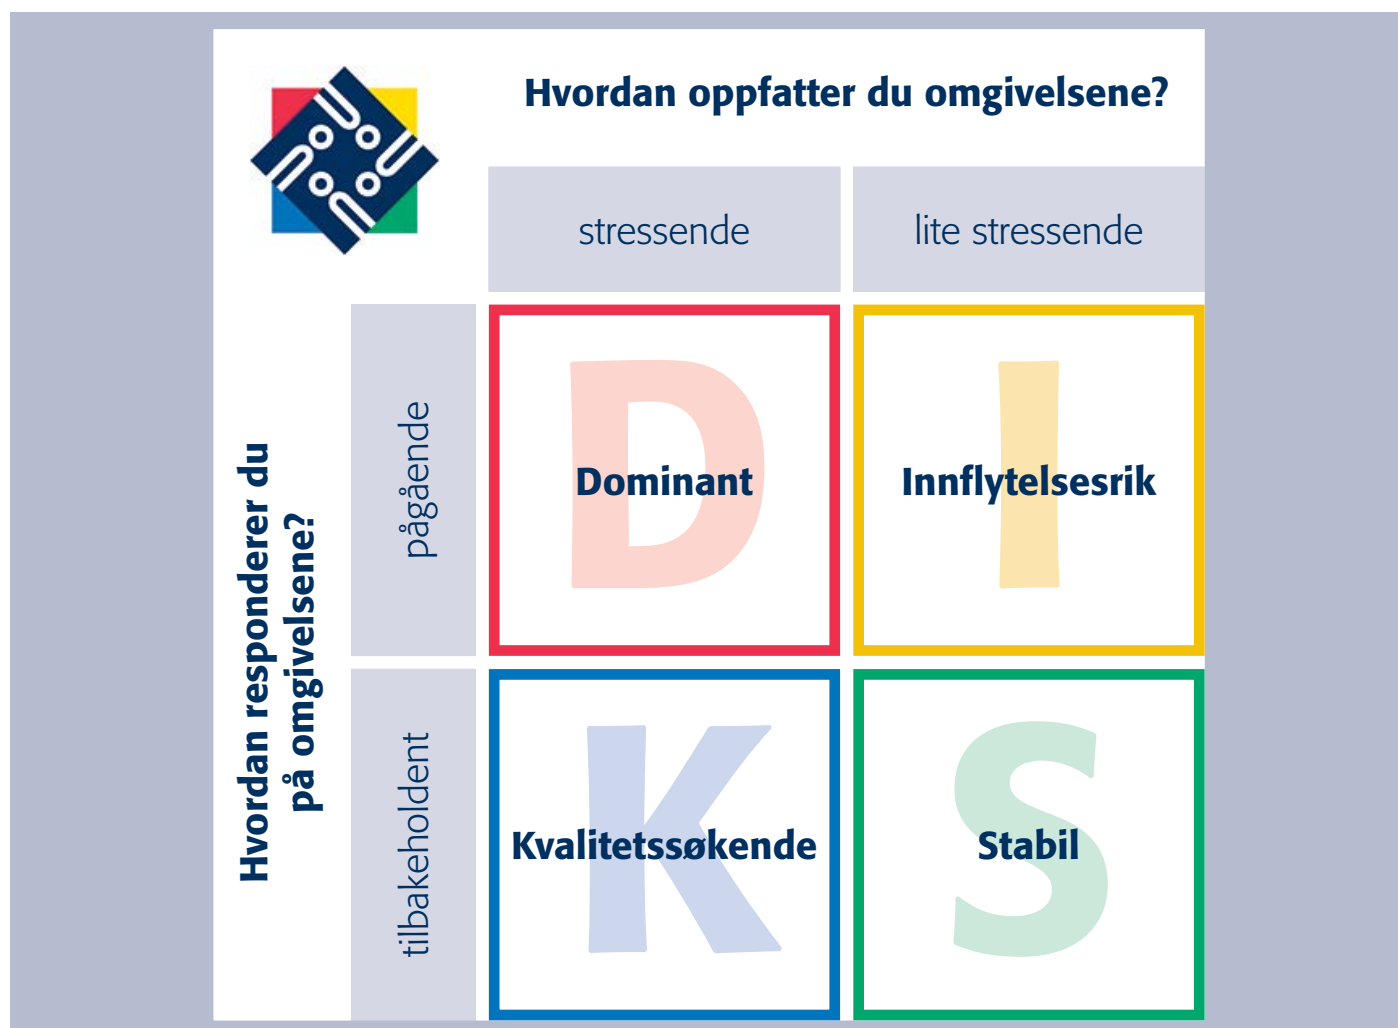 Hvordan oppfatter du omgivelsene?
stressende
lite stressende
Hvordan responderer du
på omgivelsene?
pågående
D
Dominant
I
Innflytelsesrik
tilbakeholdent
K
Kvalitetssøkende
S
Stabil